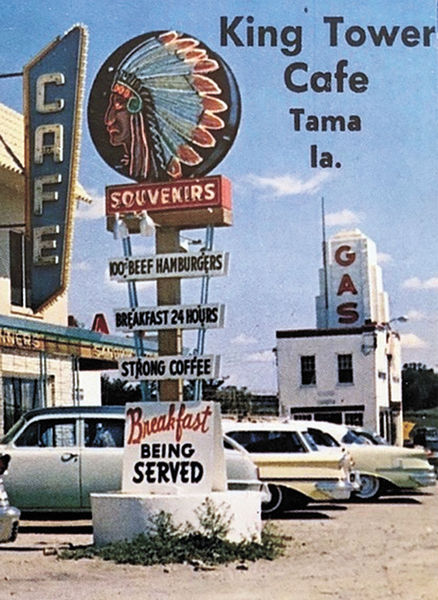 King Tower
Cafe
Tama
Ia.
CAFE
SOUVENIRS
GAS
100% BEEF HAMBURGERS
BREAKFAST 24 HOURS
STRONG COFFEE
Breakfast
BEING
SERVED